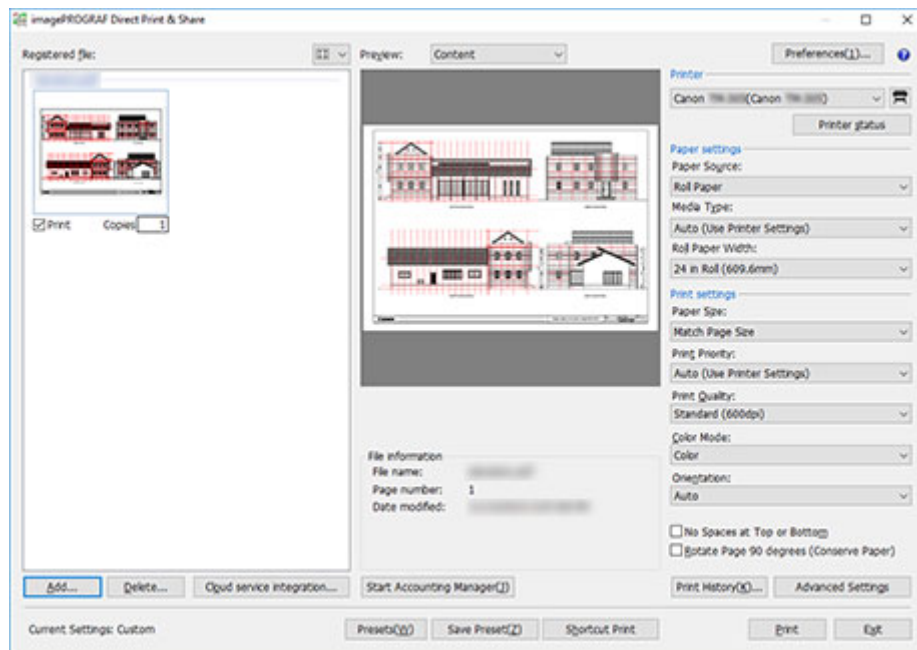 imagePROGRAF Direct Print & Share
Registered file:
Preview:
Content
Preferences(1)...
Printer
Canon (Canon )
Printer status
Paper settings
Paper Source:
Roll Paper
Media Type:
Auto (Use Printer Settings)
Roll Paper Width:
24 in Roll (609.6mm)
Print settings
Paper Size:
Match Page Size
Print Priority:
Auto (Use Printer Settings)
Print Quality:
Standard (600dpi)
Color Mode:
Color
Orientation:
Auto
No Spaces at Top or Bottom
Rotate Page 90 degrees (Conserve Paper)
Print
Copies
1
File information
File name:
Page number: 1
Date modified:
Add...
Delete...
Cloud service integration...
Start Accounting Manager(J)
Print History(K)...
Advanced Settings
Current Settings: Custom
Presets(W)
Save Preset(Z)
Shortcut Print
Print
Exit